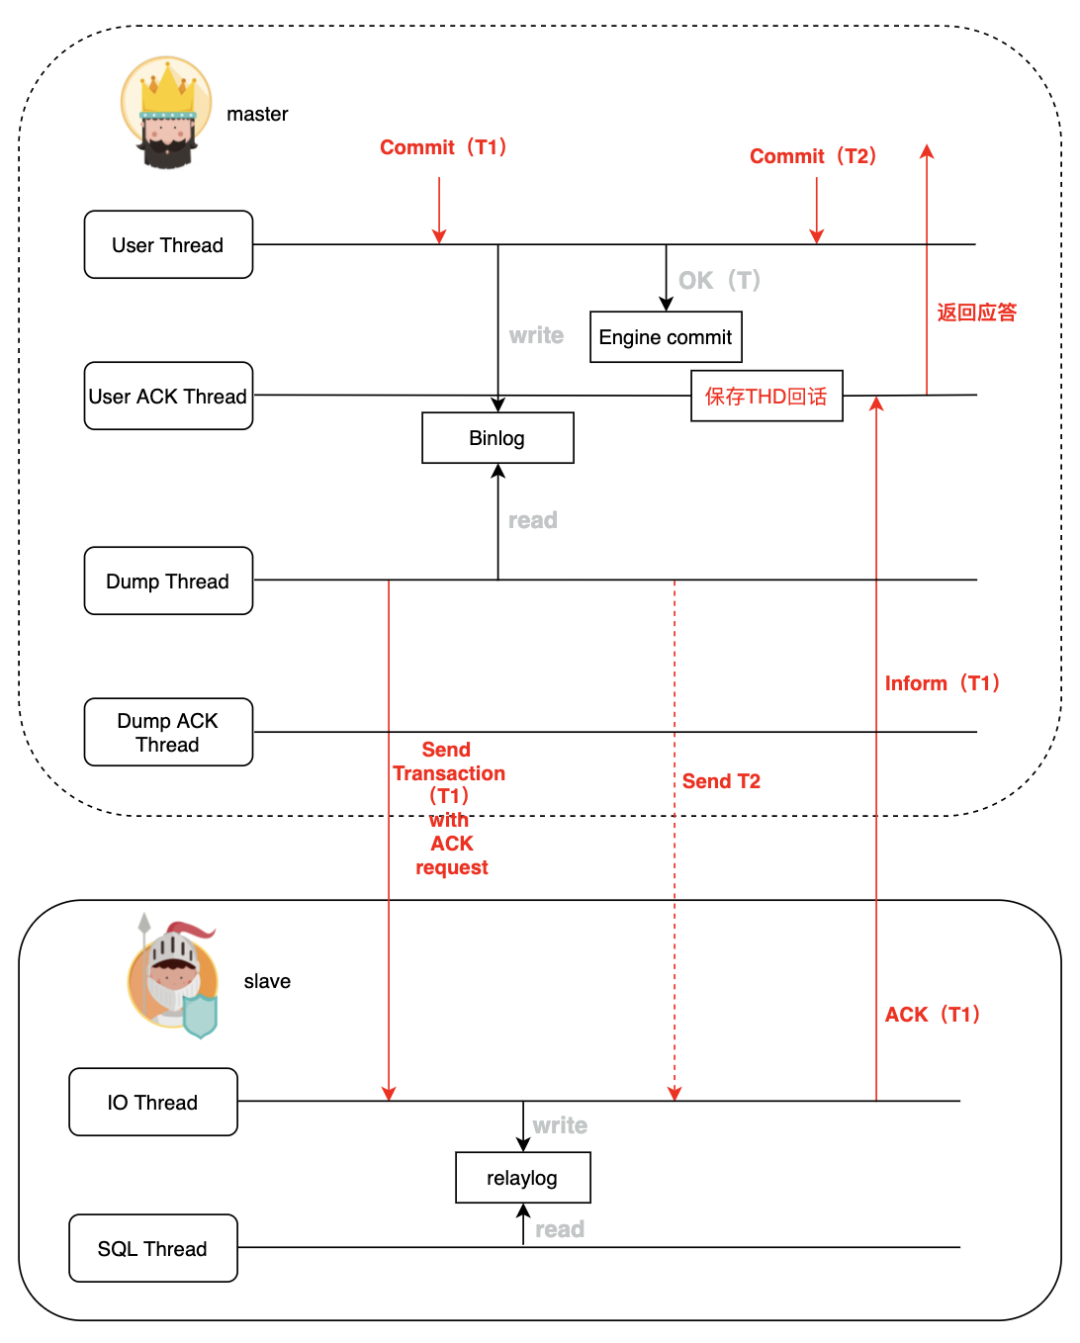 master
Commit（T1）
Commit（T2）
User Thread
OK（T）
返回应答
write
Engine commit
User ACK Thread
保存THD回话
Binlog
read
Dump Thread
Inform（T1）
Dump ACK
Thread
Send
Transaction
（T1）
with
ACK
request
Send T2
slave
ACK（T1）
IO Thread
write
relaylog
read
SQL Thread